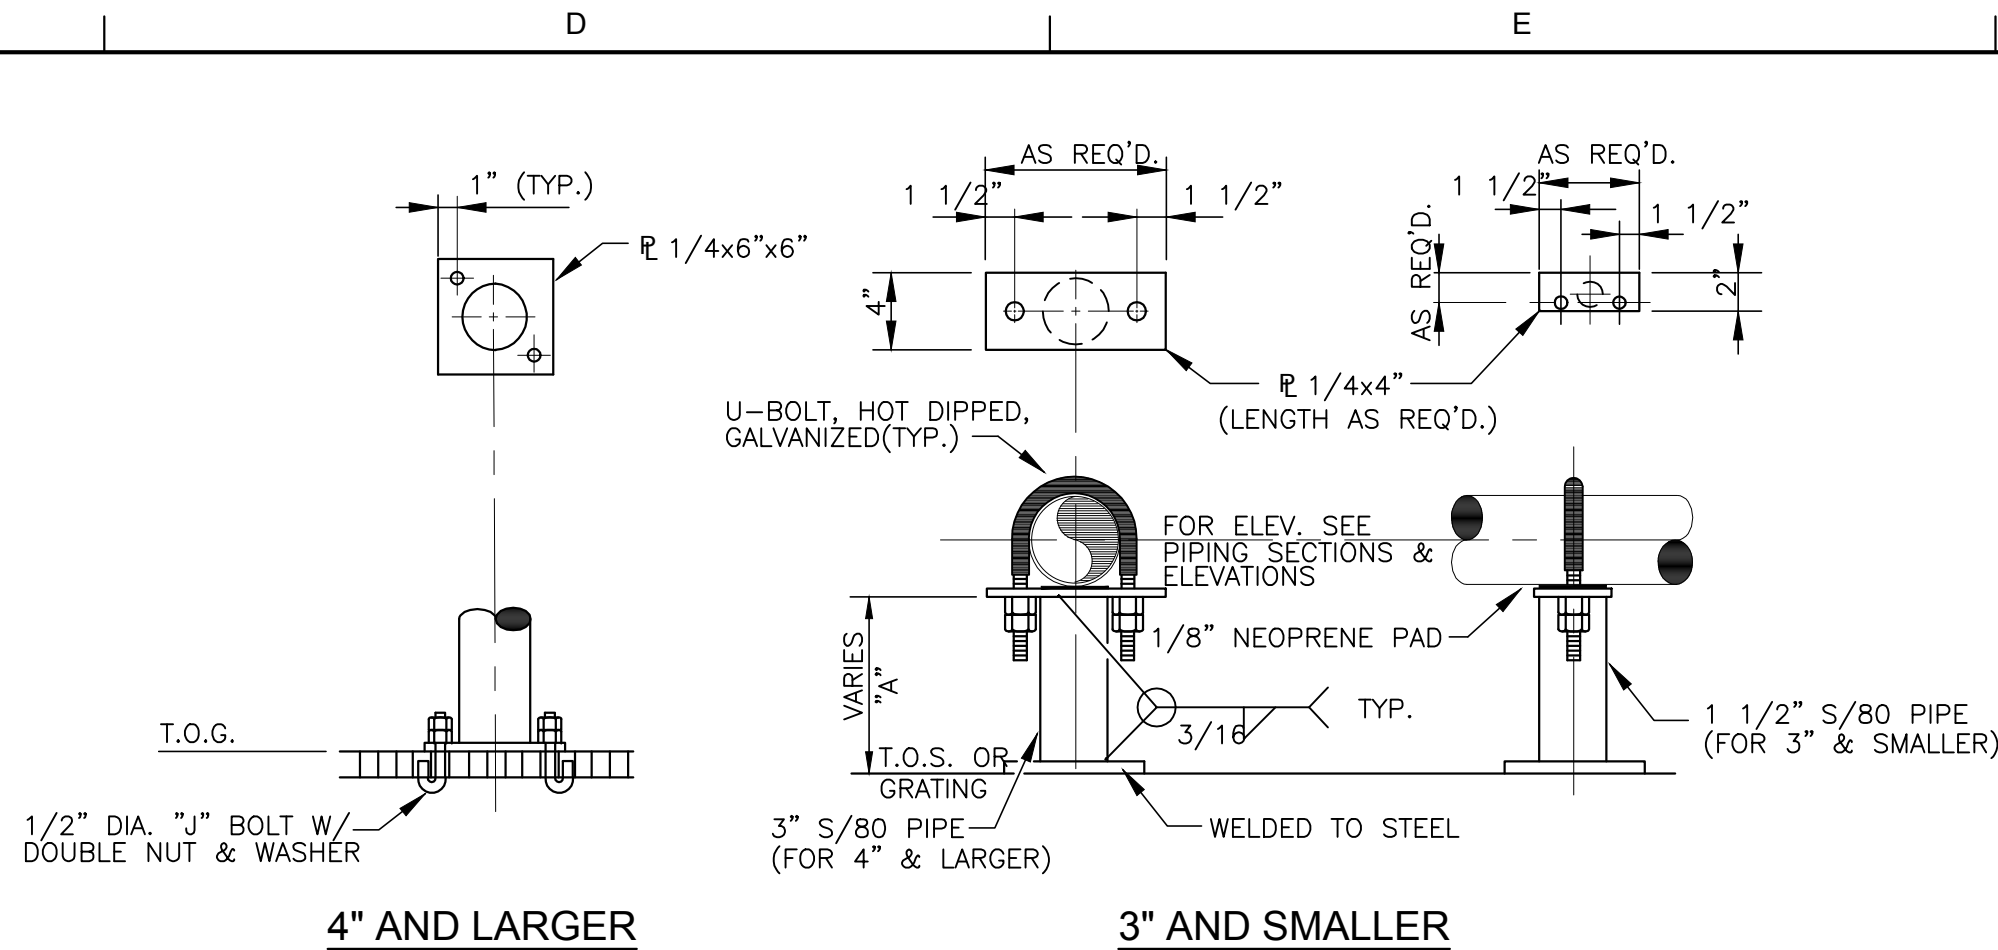 D
E
1" (TYP.)
℄ 1/4x6"x6"
AS REQ'D.
1 1/2"
1 1/2"
4"
AS REQ'D.
1 1/2"
1 1/2"
AS REQ'D.
2"
℄ 1/4x4"
(LENGTH AS REQ'D.)
U-BOLT, HOT DIPPED,
GALVANIZED(TYP.)
FOR ELEV. SEE
PIPING SECTIONS &
ELEVATIONS
1/8" NEOPRENE PAD
VARIES
"A"
3/16
TYP.
T.O.G.
T.O.S. OR
GRATING
1 1/2" S/80 PIPE
(FOR 3" & SMALLER)
1/2" DIA. "J" BOLT W/
DOUBLE NUT & WASHER
3" S/80 PIPE
(FOR 4" & LARGER)
WELDED TO STEEL
4" AND LARGER
3" AND SMALLER